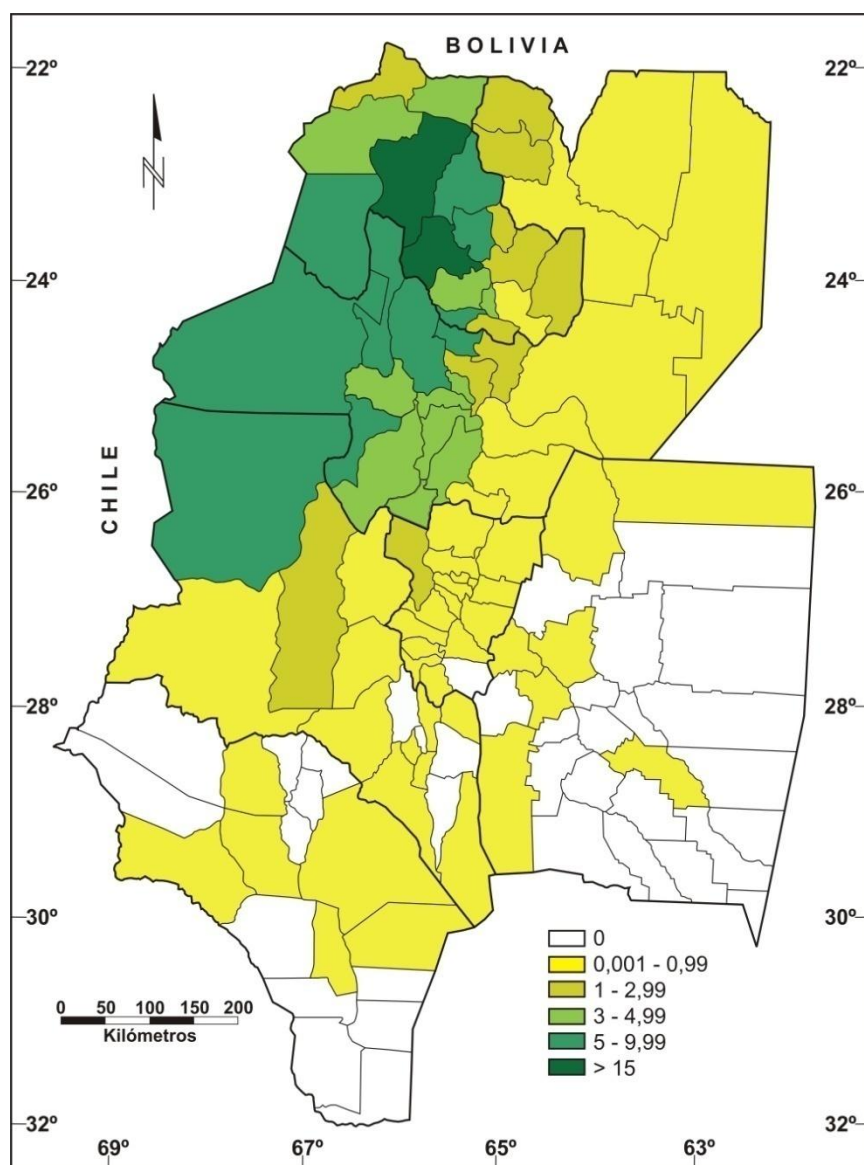 BOLIVIA
22º 22º
N
24º 24º
CHILE
26º 26º
28º 28º
30º 30º
0
0,001 - 0,99
1 - 2,99
3 - 4,99
5 - 9,99
> 15
0 50 100 150 200
Kilómetros
32º 32º
69º 67º 65º 63º